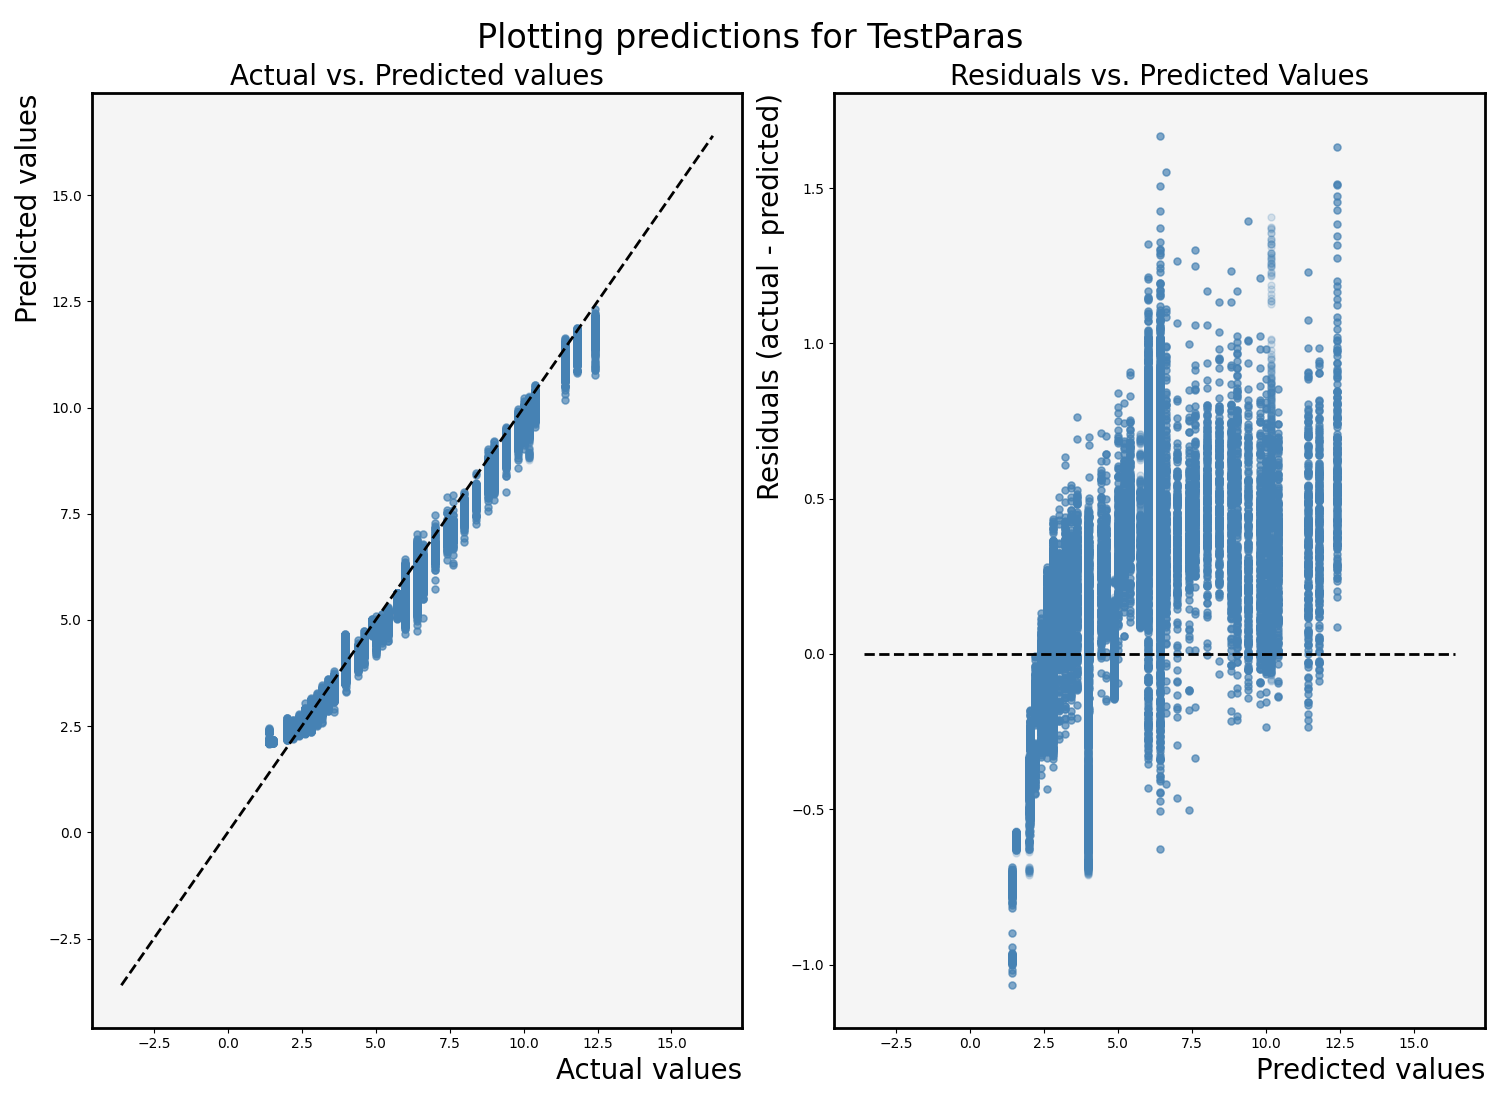 Plotting predictions for TestParas
Actual vs. Predicted values
Predicted values
15.0
12.5
10.0
7.5
5.0
2.5
0.0
−2.5
−2.5 0.0 2.5 5.0 7.5 10.0 12.5 15.0
Actual values
Residuals vs. Predicted Values
Residuals (actual - predicted)
1.5
1.0
0.5
0.0
−0.5
−1.0
−2.5 0.0 2.5 5.0 7.5 10.0 12.5 15.0
Predicted values